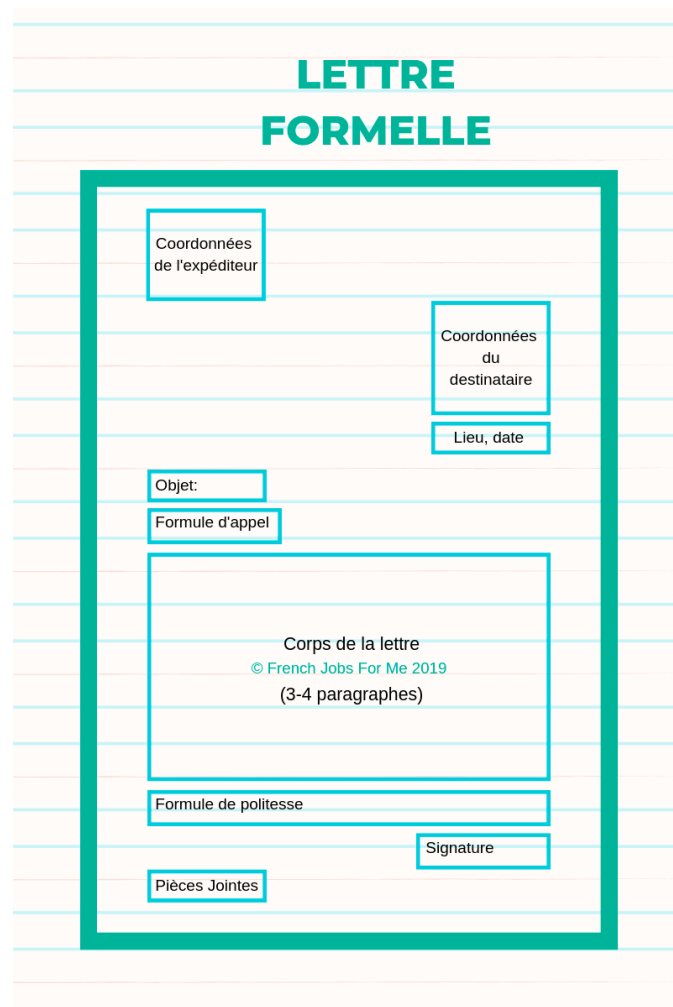 LETTRE
FORMELLE
Coordonnées
de l'expéditeur
Coordonnées
du
destinataire
Lieu, date
Objet:
Formule d'appel
Corps de la lettre
© French Jobs For Me 2019
(3-4 paragraphes)
Formule de politesse
Signature
Pièces Jointes